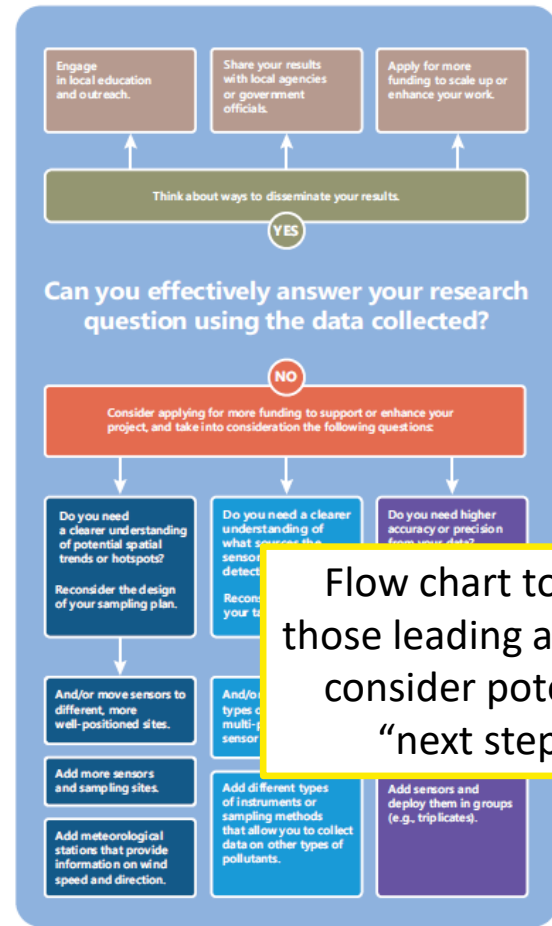 Engage
in local education
and outreach.
Share your results
with local agencies
or government
officials.
Apply for more
funding to scale up or
enhance your work.
Think about ways to disseminate your results.
YES
Can you effectively answer your research
question using the data collected?
NO
Consider applying for more funding to support or enhance your
project, and take into consideration the following questions:
Do you need
a clearer understanding
of potential spatial
trends or hotspots?
Reconsider the design
of your sampling plan.
Do you need a clearer
understanding of
what sources the
Do you need higher
accuracy or precision
from your data?
Flow chart to
those leading a
consider
"next
And/or move sensors to
different, more
well-positioned sites.
Add more sensors
and sampling sites.
Add meteorological
stations that provide
information on wind
speed and direction.
types
sensor
Add different types
of instruments or
sampling methods
that allow you to collect
data on other types of
pollutants.
Add sensors and
deploy them in groups
(e.g., triplicates).